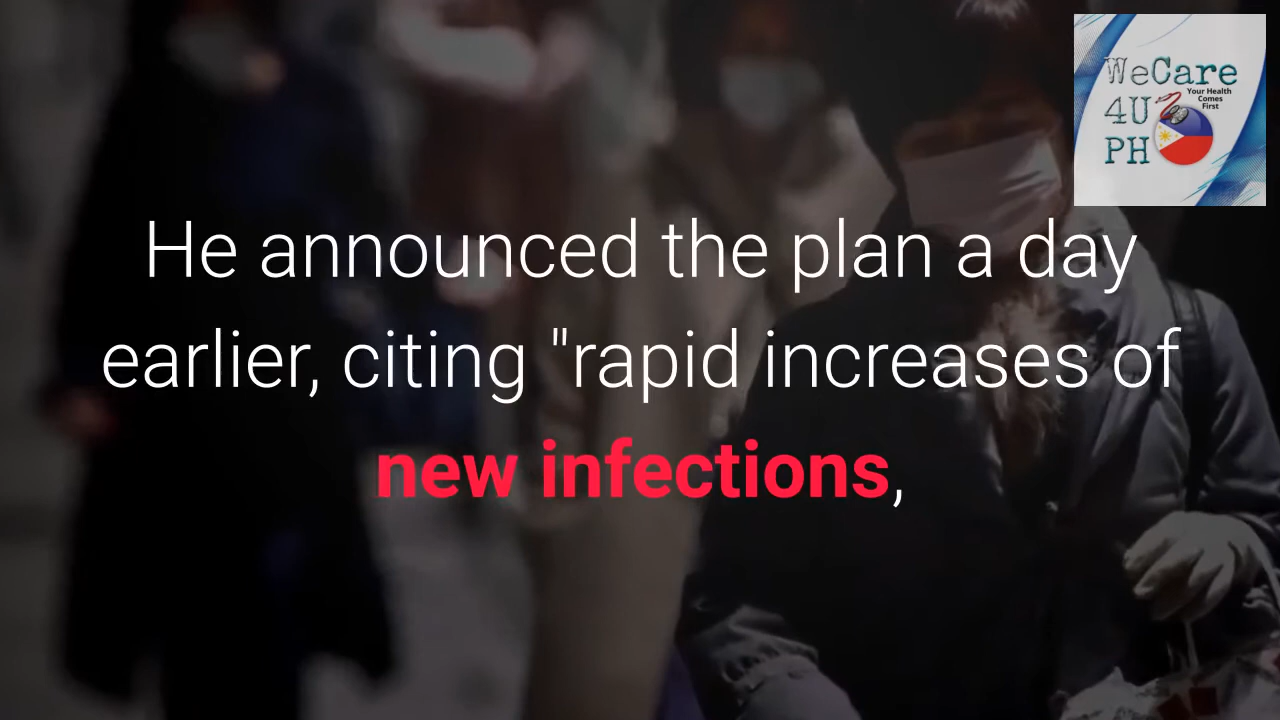 WeCare
4U
PH
Your Health
Comes
First
He announced the plan a day
earlier, citing "rapid increases of
new infections,